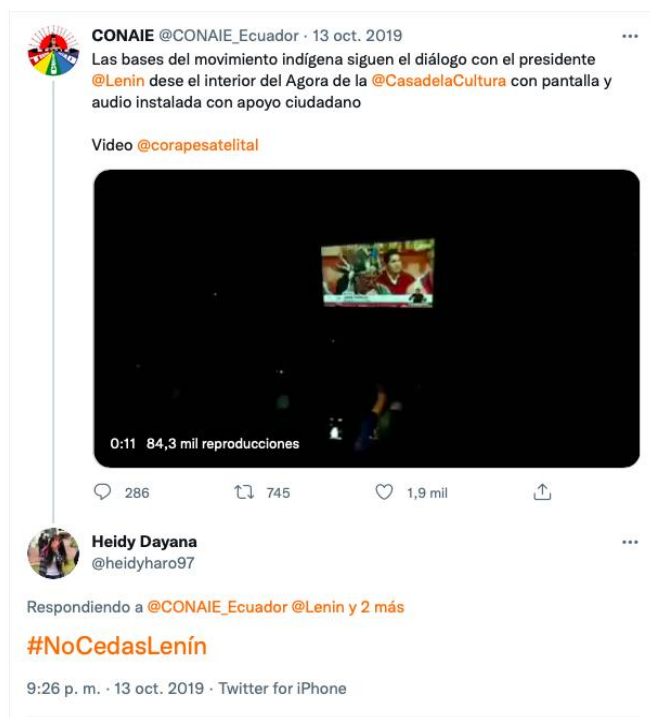 CONAIE @CONAIE_Ecuador · 13 oct. 2019
Las bases del movimiento indígena siguen el diálogo con el presidente
@Lenin dese el interior del Agora de la @CasadelaCultura con pantalla y
audio instalada con apoyo ciudadano
Video @corapesatelital
0:11 84,3 mil reproducciones
286 745 1,9 mil
Heidy Dayana
@heidyharo97
Respondiendo a @CONAIE_Ecuador @Lenin y 2 más
#NoCedasLenín
9:26 p. m. · 13 oct. 2019 · Twitter for iPhone